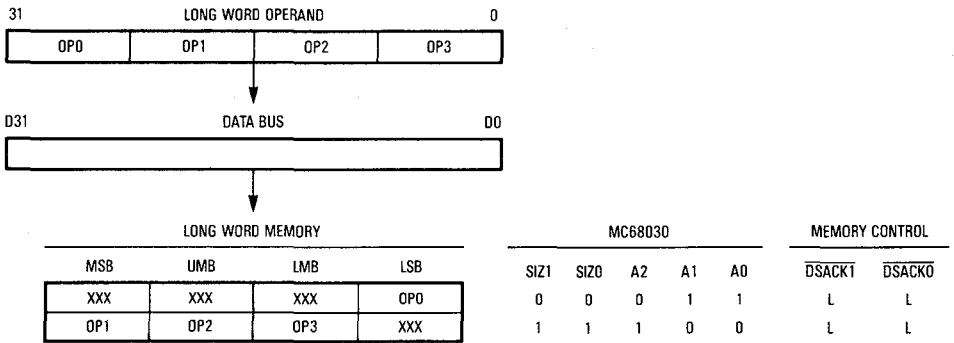 31 LONG WORD OPERAND 0
OP0 OP1 OP2 OP3
D31 DATA BUS D0
LONG WORD MEMORY MC68030 MEMORY CONTROL
MSB UMB LMB LSB SIZ1 SIZ0 A2 A1 A0 DSACK1 DSACK0
XXX XXX XXX OP0 0 0 0 1 1 L L
OP1 OP2 OP3 XXX 1 1 1 0 0 L L